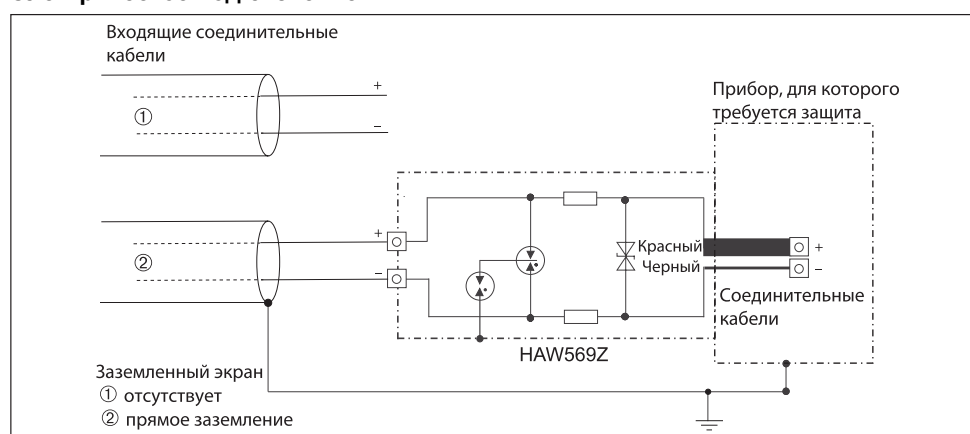 Входящие соединительные
кабели
+
①
−
Прибор, для которого
требуется защита
+
②
−
Красный
Черный
+
−
Соединительные
кабели
HAW569Z
Заземленный экран
① отсутствует
② прямое заземление